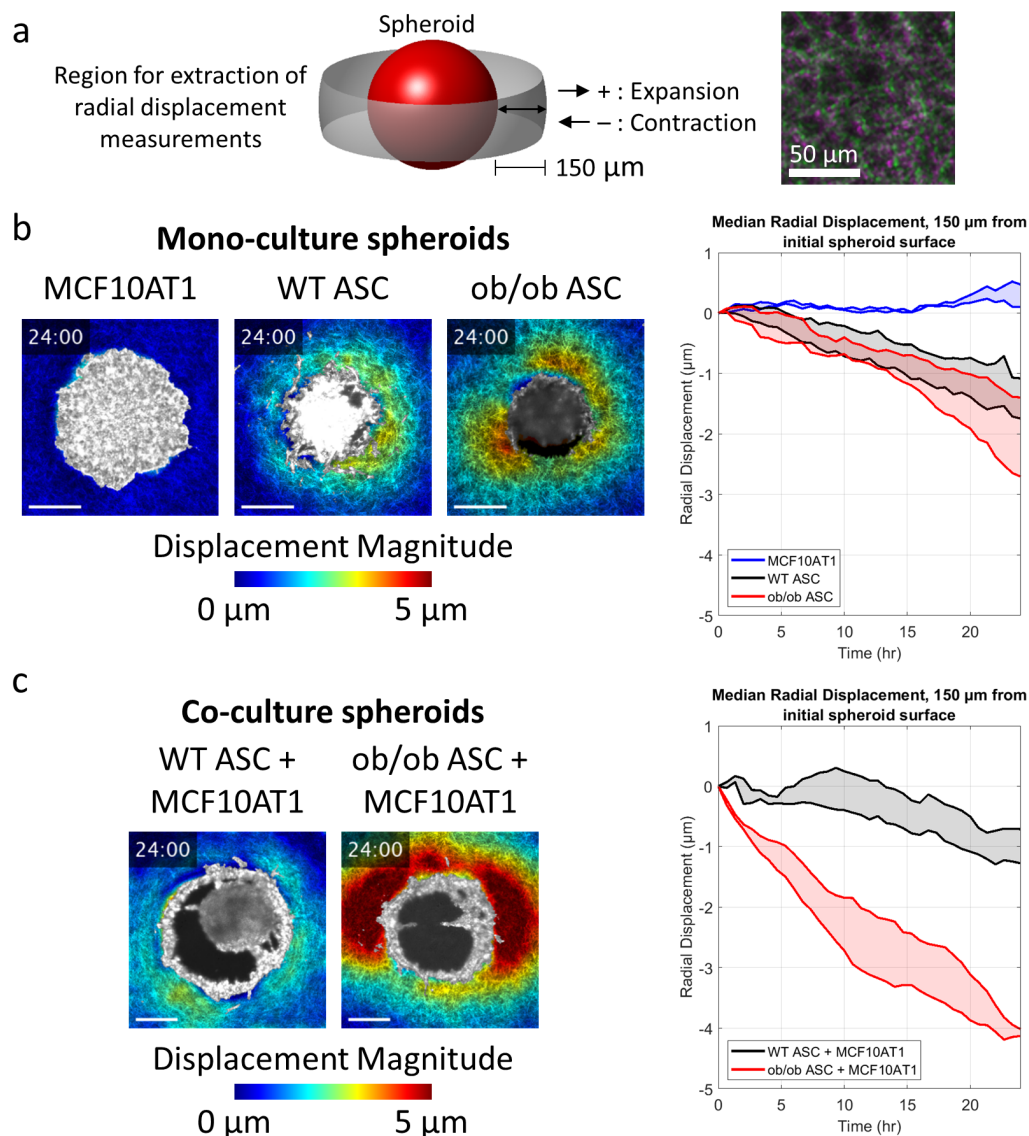 a
Spheroid
Region for extraction of
radial displacement
measurements
+ : Expansion
– : Contraction
150 µm
50 µm
b
Mono-culture spheroids
MCF10AT1
WT ASC
ob/ob ASC
24:00
24:00
24:00
Displacement Magnitude
0 µm
5 µm
Median Radial Displacement, 150 µm from
initial spheroid surface
Radial Displacement (µm)
1
0
-1
-2
-3
-4
-5
MCF10AT1
WT ASC
ob/ob ASC
0
5
10
15
20
Time (hr)
c
Co-culture spheroids
WT ASC +
MCF10AT1
ob/ob ASC +
MCF10AT1
24:00
24:00
Displacement Magnitude
0 µm
5 µm
Median Radial Displacement, 150 µm from
initial spheroid surface
Radial Displacement (µm)
1
0
-1
-2
-3
-4
-5
WT ASC + MCF10AT1
ob/ob ASC + MCF10AT1
0
5
10
15
20
Time (hr)